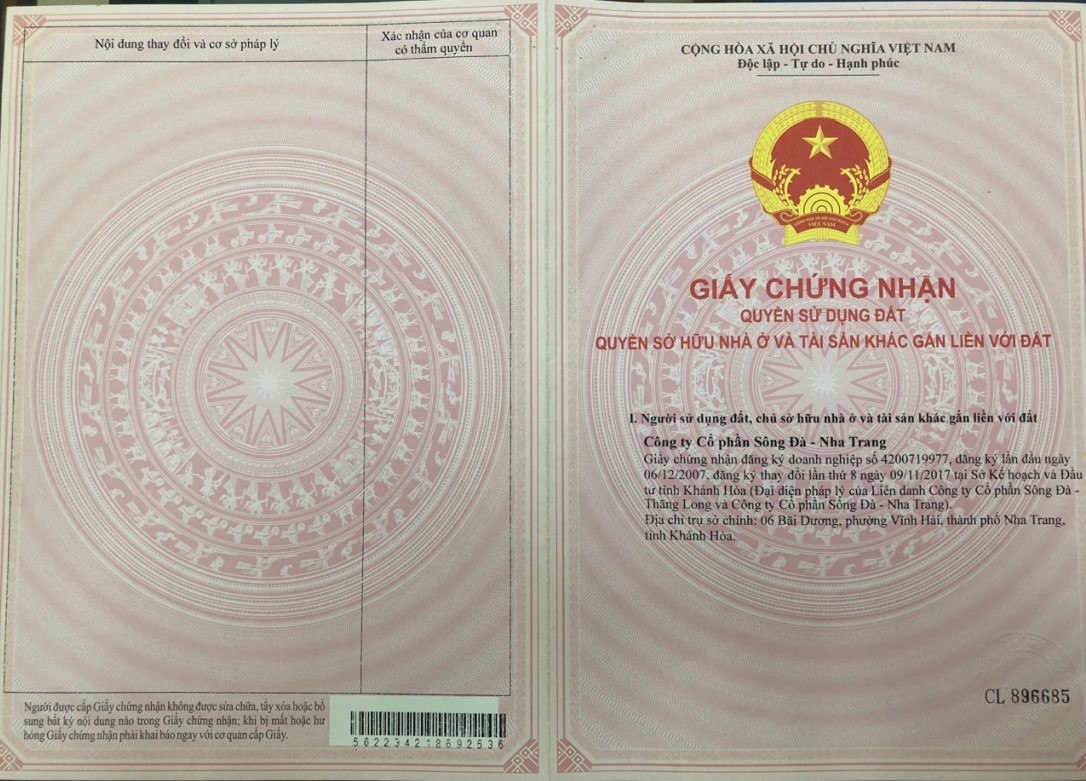 Nội dung thay đổi và cơ sở pháp lý
Xác nhận của cơ quan
có thẩm quyền
Người được cấp Giấy chứng nhận không được sửa chữa, tẩy xóa hoặc bổ
sung bất kỳ nội dung nào trong Giấy chứng nhận; khi bị mất hoặc hư
hỏng Giấy chứng nhận phải khai báo ngay với cơ quan cấp Giấy.
562234218692536
CỘNG HÒA XÃ HỘI CHỦ NGHĨA VIỆT NAM
Độc lập - Tự do - Hạnh phúc
VIỆT NAM
GIẤY CHỨNG NHẬN
QUYỀN SỬ DỤNG ĐẤT
QUYỀN SỞ HỮU NHÀ Ở VÀ TÀI SẢN KHÁC GẮN LIỀN VỚI ĐẤT
I. Người sử dụng đất, chủ sở hữu nhà ở và tài sản khác gắn liền với đất
Công ty Cổ phần Sông Đà - Nha Trang
Giấy chứng nhận đăng ký doanh nghiệp số 4200719977, đăng ký lần đầu ngày
06/12/2007, đăng ký thay đổi lần thứ 8 ngày 09/11/2017 tại Sở Kế hoạch và Đầu
tư tỉnh Khánh Hòa (Đại diện pháp lý của Liên danh Công ty Cổ phần Sông Đà -
Thăng Long và Công ty Cổ phần Sông Đà - Nha Trang).
Địa chỉ trụ sở chính: 06 Bãi Dương, phường Vĩnh Hải, thành phố Nha Trang,
tỉnh Khánh Hòa.
CL 896685